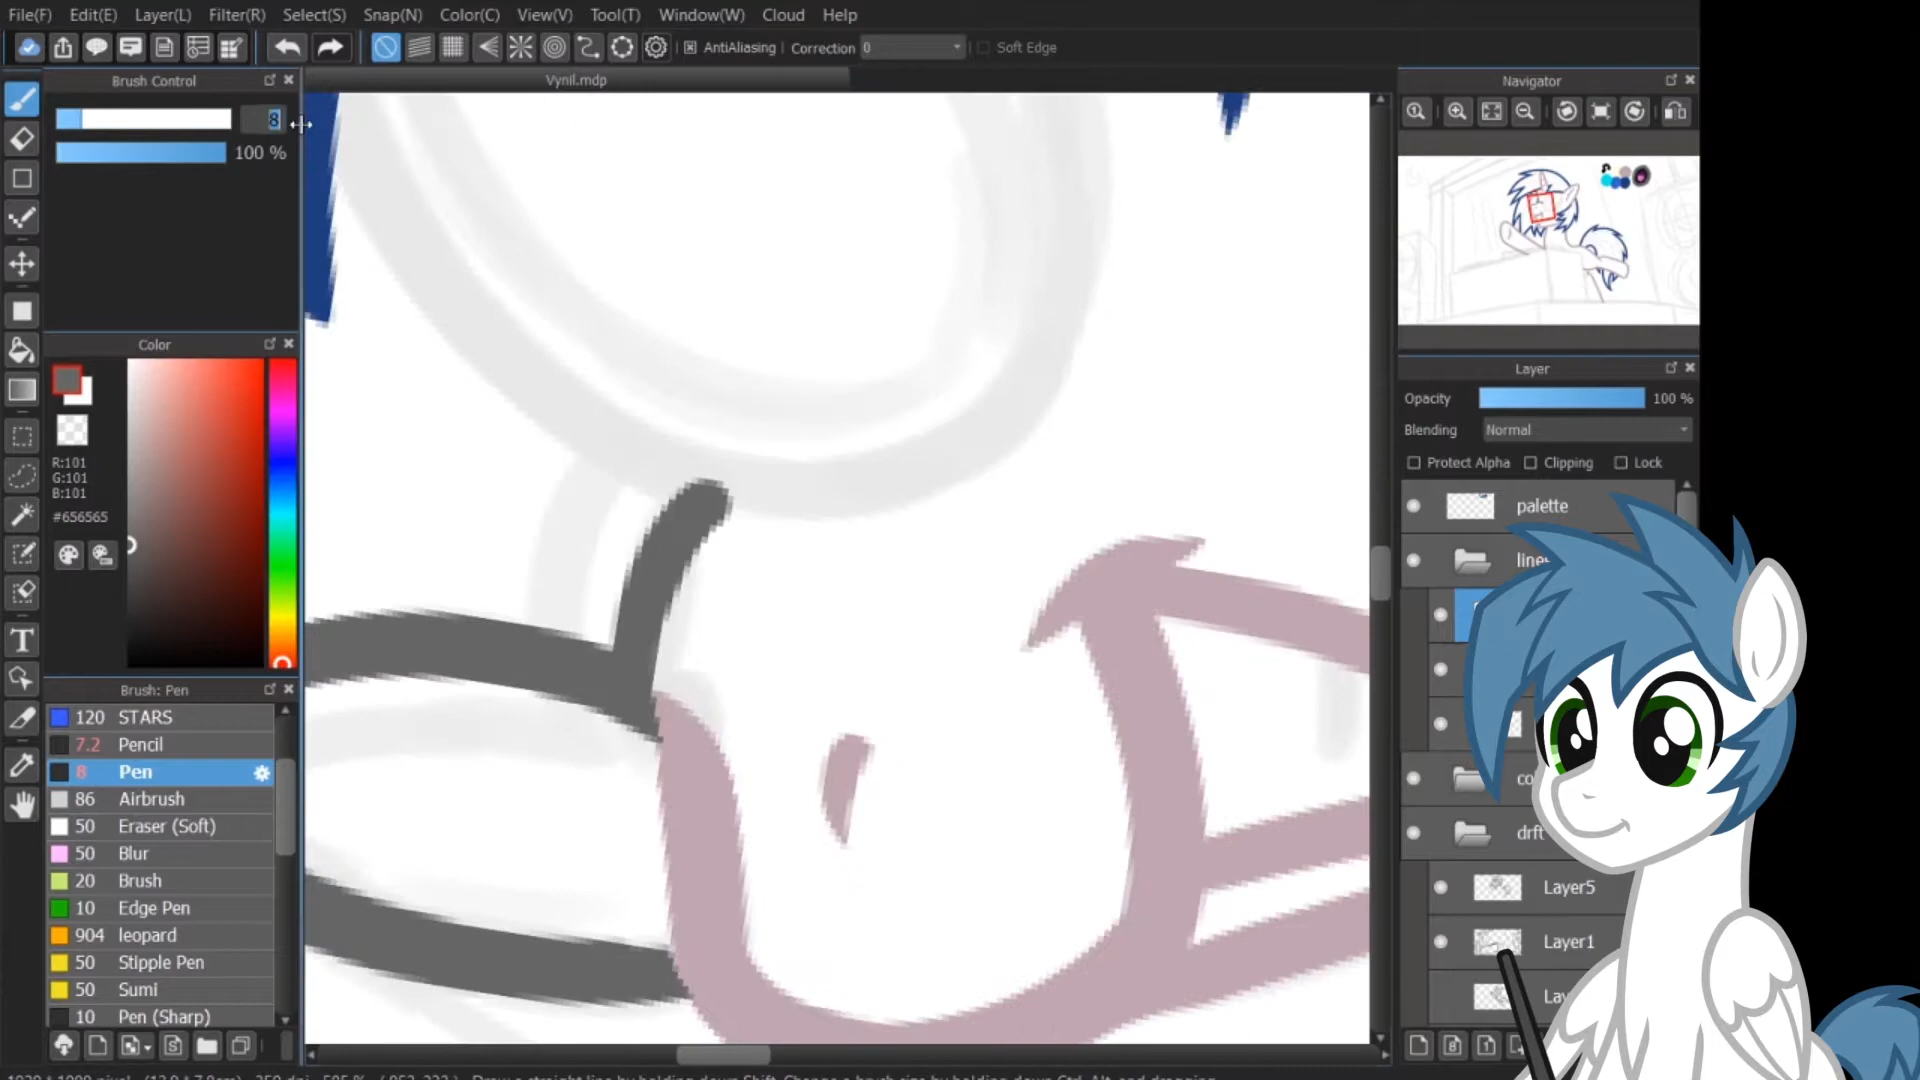 File(F) Edit(E) Layer(L) Filter(R) Select(S) Snap(N) Color(C) View(V) Tool(T) Window(W) Cloud Help
AntiAliasing Correction 0 Soft Edge
Brush Control
Vynil.mdp
Navigator
8
100 %
Color
Layer
Opacity 100 %
Blending Normal
Protect Alpha Clipping Lock
R:101
G:101
B:101
#656565
palette
Brush: Pen
120 STARS
7.2 Pencil
8 Pen
86 Airbrush
50 Eraser (Soft)
50 Blur
20 Brush
10 Edge Pen
904 leopard
50 Stipple Pen
50 Sumi
10 Pen (Sharp)
drft
Layer5
Layer1